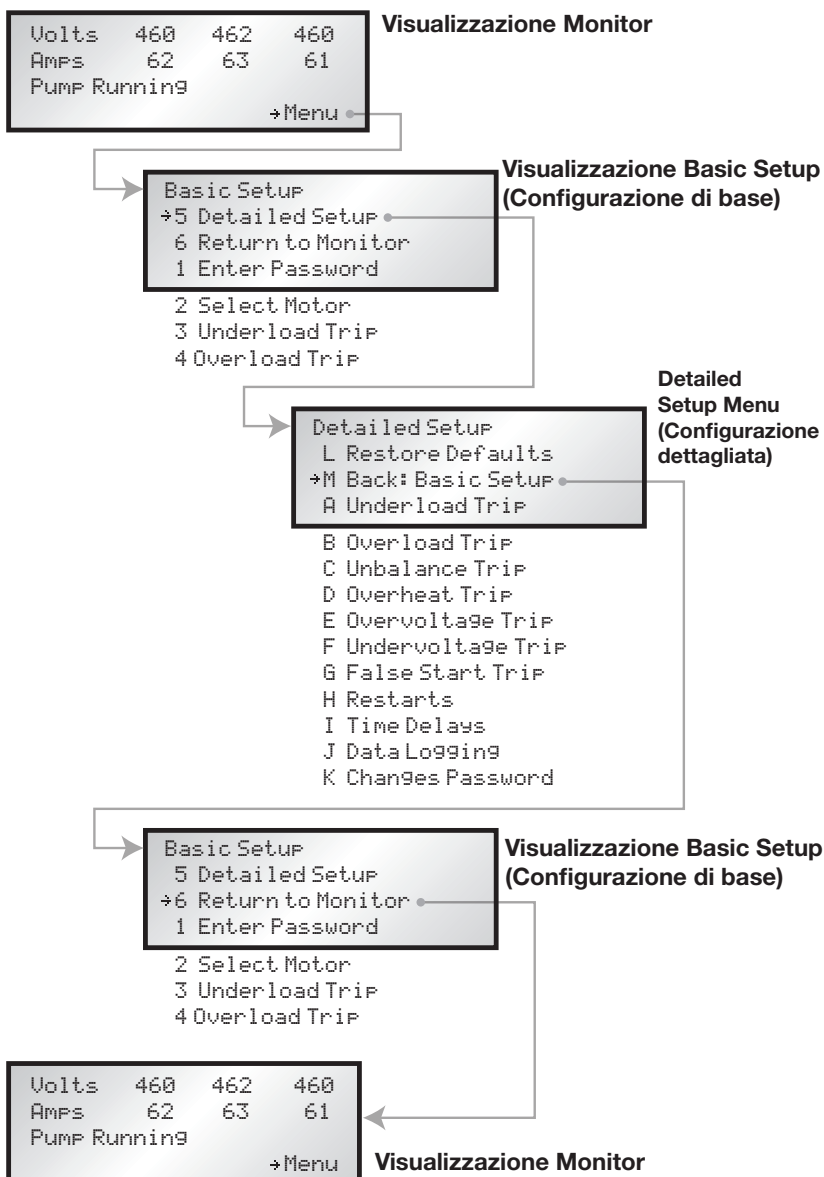 Visualizzazione Monitor
Volts 460 462 460
Amps 62 63 61
Pump Running
→Menu
Visualizzazione Basic Setup
(Configurazione di base)
Basic Setup
→5 Detailed Setup
6 Return to Monitor
1 Enter Password
2 Select Motor
3 Underload Trip
4 Overload Trip
Detailed
Setup Menu
(Configurazione
dettagliata)
Detailed Setup
L Restore Defaults
→M Back: Basic Setup
A Underload Trip
B Overload Trip
C Unbalance Trip
D Overheat Trip
E Overvoltage Trip
F Undervoltage Trip
G False Start Trip
H Restarts
I Time Delays
J Data Logging
K Changes Password
Visualizzazione Basic Setup
(Configurazione di base)
Basic Setup
5 Detailed Setup
→6 Return to Monitor
1 Enter Password
2 Select Motor
3 Underload Trip
4 Overload Trip
Volts 460 462 460
Amps 62 63 61
Pump Running
→Menu
Visualizzazione Monitor